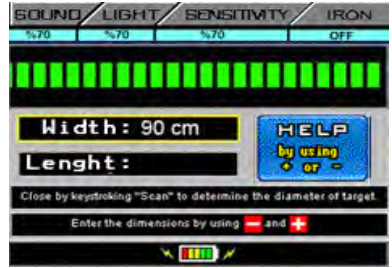 SOUND LIGHT SENSITIVITY IRON
%70 %70 %70 OFF
Width: 90 cm
HELP
by using
+ or -
Lenght:
Close by keystroking "Scan" to determine the diameter of target.
Enter the dimensions by using - and +